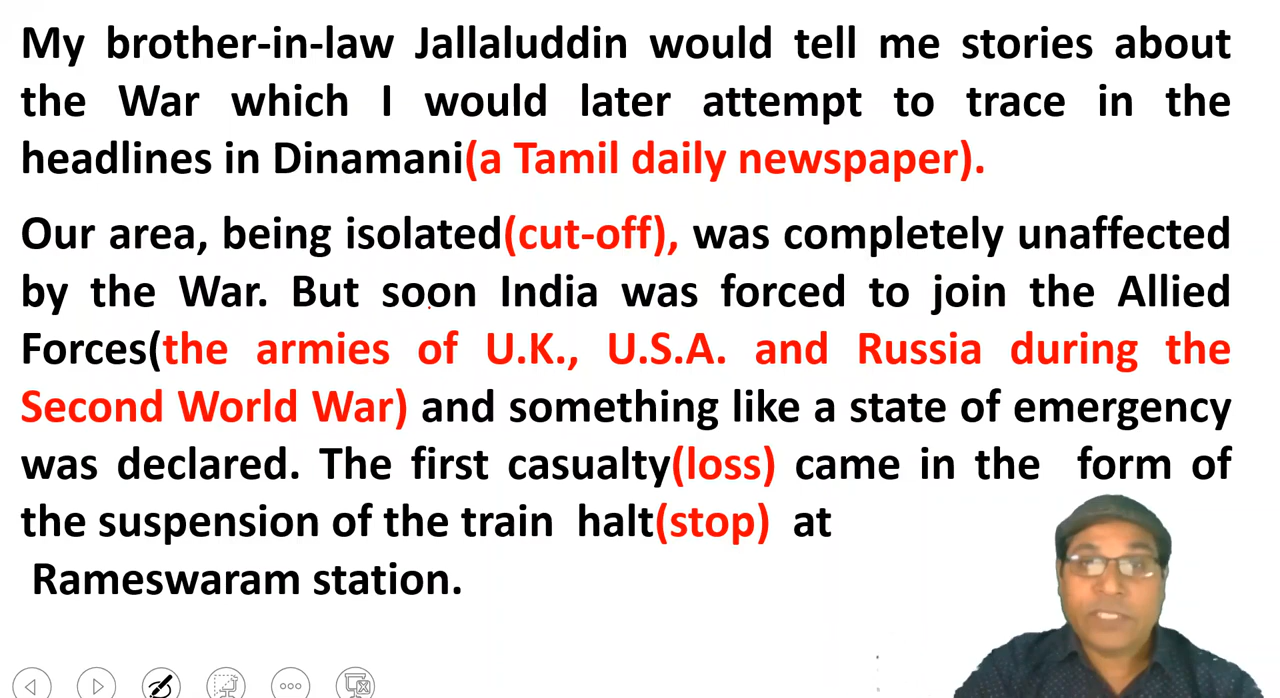 My brother-in-law Jallaluddin would tell me stories about
the War which I would later attempt to trace in the
headlines in Dinamani(a Tamil daily newspaper).
Our area, being isolated(cut-off), was completely unaffected
by the War. But soon India was forced to join the Allied
Forces(the armies of U.K., U.S.A. and Russia during the
Second World War) and something like a state of emergency
was declared. The first casualty(loss) came in the form of
the suspension of the train halt(stop) at
Rameswaram station.